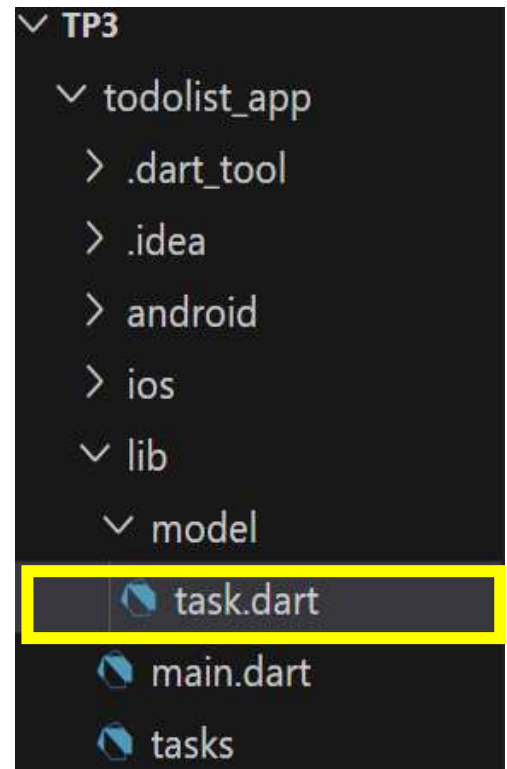 TP3
todolist_app
.dart_tool
.idea
android
ios
lib
model
task.dart
main.dart
tasks